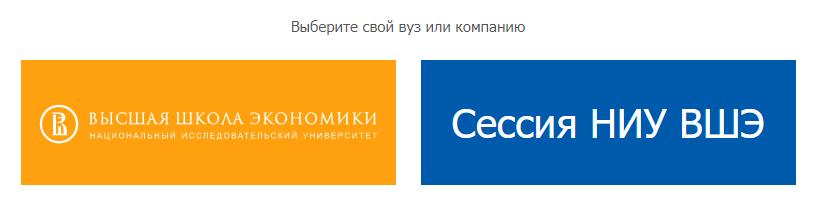 Выберите свой вуз или компанию
ВЫСШАЯ ШКОЛА ЭКОНОМИКИ
НАЦИОНАЛЬНЫЙ ИССЛЕДОВАТЕЛЬСКИЙ УНИВЕРСИТЕТ
Сессия НИУ ВШЭ